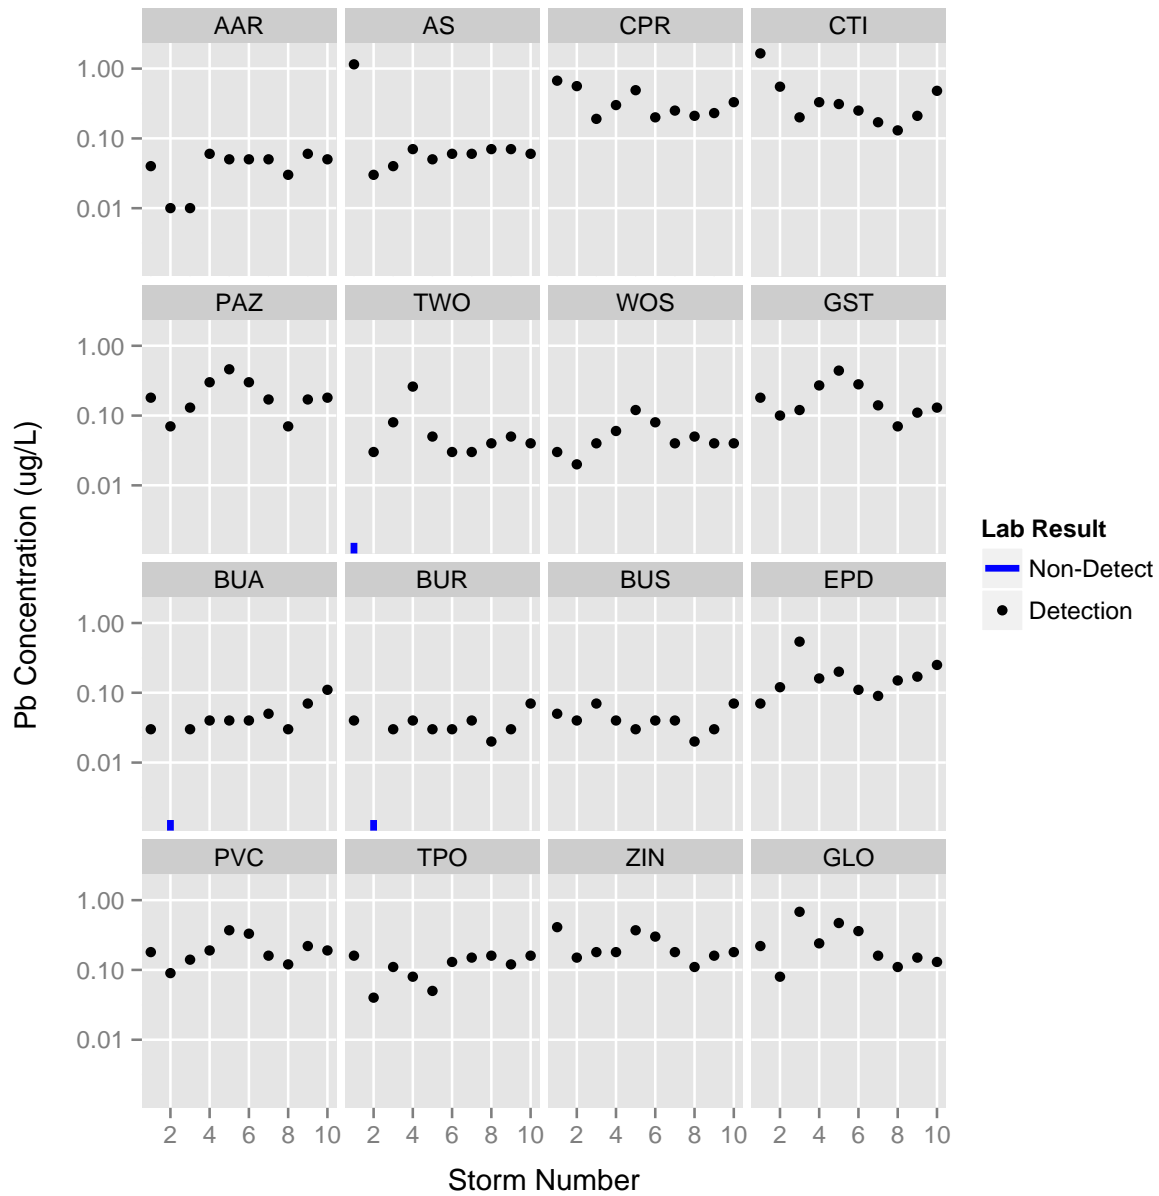 AAR AS CPR CTI
1.00
0.10
0.01
PAZ TWO WOS GST
1.00
0.10
0.01
BUA BUR BUS EPD
1.00
0.10
0.01
PVC TPO ZIN GLO
1.00
0.10
0.01
2 4 6 8 10 2 4 6 8 10 2 4 6 8 10 2 4 6 8 10
Storm Number
Pb Concentration (ug/L)
Lab Result
Non-Detect
Detection